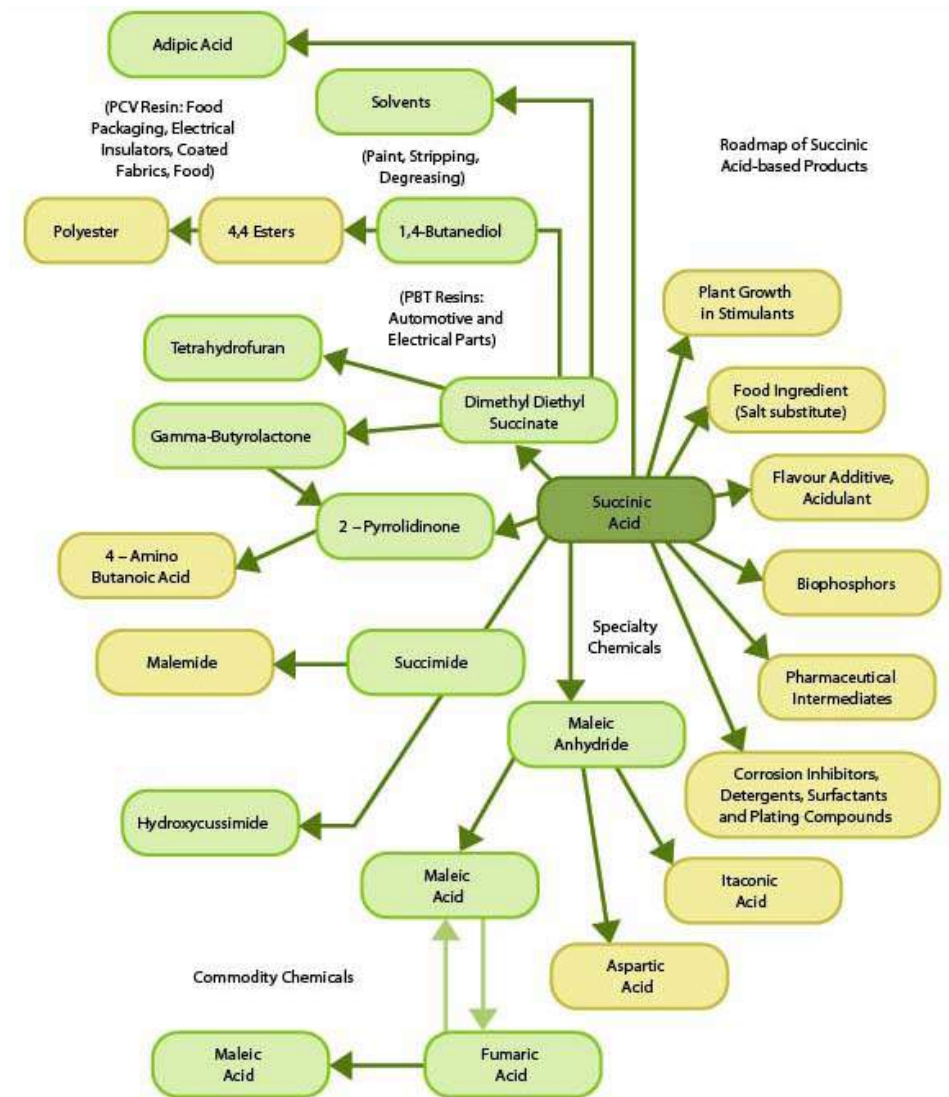 Adipic Acid
Solvents
(PCV Resin: Food
Packaging, Electrical
Insulators, Coated
Fabrics, Food)
(Paint, Stripping,
Degreasing)
Roadmap of Succinic
Acid-based Products
Polyester
4,4 Esters
1,4-Butanediol
Plant Growth
in Stimulants
(PBT Resins:
Automotive and
Electrical Parts)
Tetrahydrofuran
Food Ingredient
(Salt substitute)
Dimethyl Diethyl
Succinate
Gamma-Butyrolactone
Flavour Additive,
Acidulant
Succinic
Acid
2 – Pyrrolidinone
4 – Amino
Butanoic Acid
Biophosphors
Specialty
Chemicals
Malemide
Succimide
Pharmaceutical
Intermediates
Maleic
Anhydride
Corrosion Inhibitors,
Detergents, Surfactants
and Plating Compounds
Hydroxycussimide
Maleic
Acid
Itaconic
Acid
Aspartic
Acid
Commodity Chemicals
Maleic
Acid
Fumaric
Acid